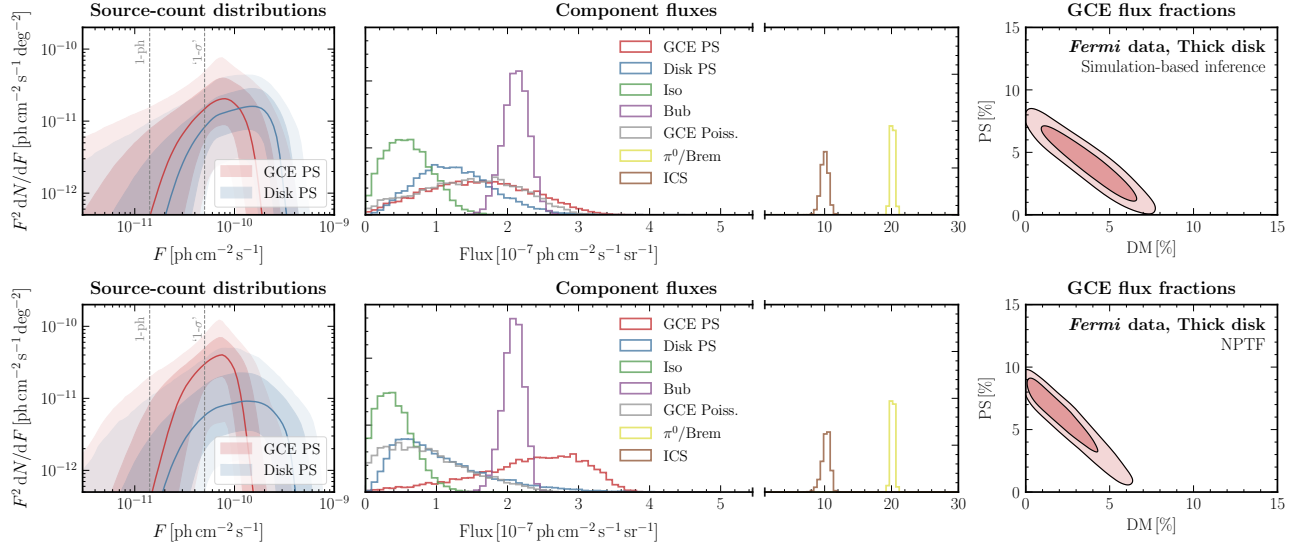 Source-count distributions
Component fluxes
GCE flux fractions
F² dN/dF [ph cm⁻² s⁻¹ deg⁻²]
10⁻¹⁰
10⁻¹¹
10⁻¹²
1-ph
'1-σ'
GCE PS
Disk PS
10⁻¹¹ 10⁻¹⁰ 10⁻⁹
F [ph cm⁻² s⁻¹]
GCE PS
Disk PS
Iso
Bub
GCE Poiss.
π⁰/Brem
ICS
0 1 2 3 4 5 10 20 30
Flux [10⁻⁷ ph cm⁻² s⁻¹ sr⁻¹]
Fermi data, Thick disk
Simulation-based inference
PS [%]
15
10
5
0
0 5 10 15
DM [%]
Source-count distributions
Component fluxes
GCE flux fractions
F² dN/dF [ph cm⁻² s⁻¹ deg⁻²]
10⁻¹⁰
10⁻¹¹
10⁻¹²
1-ph
'1-σ'
GCE PS
Disk PS
10⁻¹¹ 10⁻¹⁰ 10⁻⁹
F [ph cm⁻² s⁻¹]
GCE PS
Disk PS
Iso
Bub
GCE Poiss.
π⁰/Brem
ICS
0 1 2 3 4 5 10 20 30
Flux [10⁻⁷ ph cm⁻² s⁻¹ sr⁻¹]
Fermi data, Thick disk
NPTF
PS [%]
15
10
5
0
0 5 10 15
DM [%]